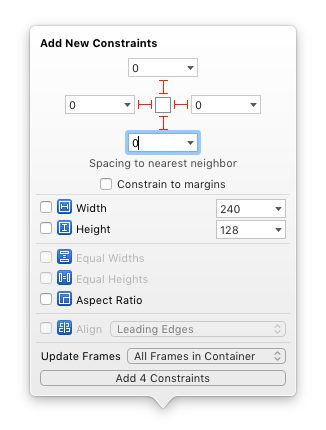 Add New Constraints
0
0 0
0
Spacing to nearest neighbor
Constrain to margins
Width 240
Height 128
Equal Widths
Equal Heights
Aspect Ratio
Align Leading Edges
Update Frames All Frames in Container
Add 4 Constraints